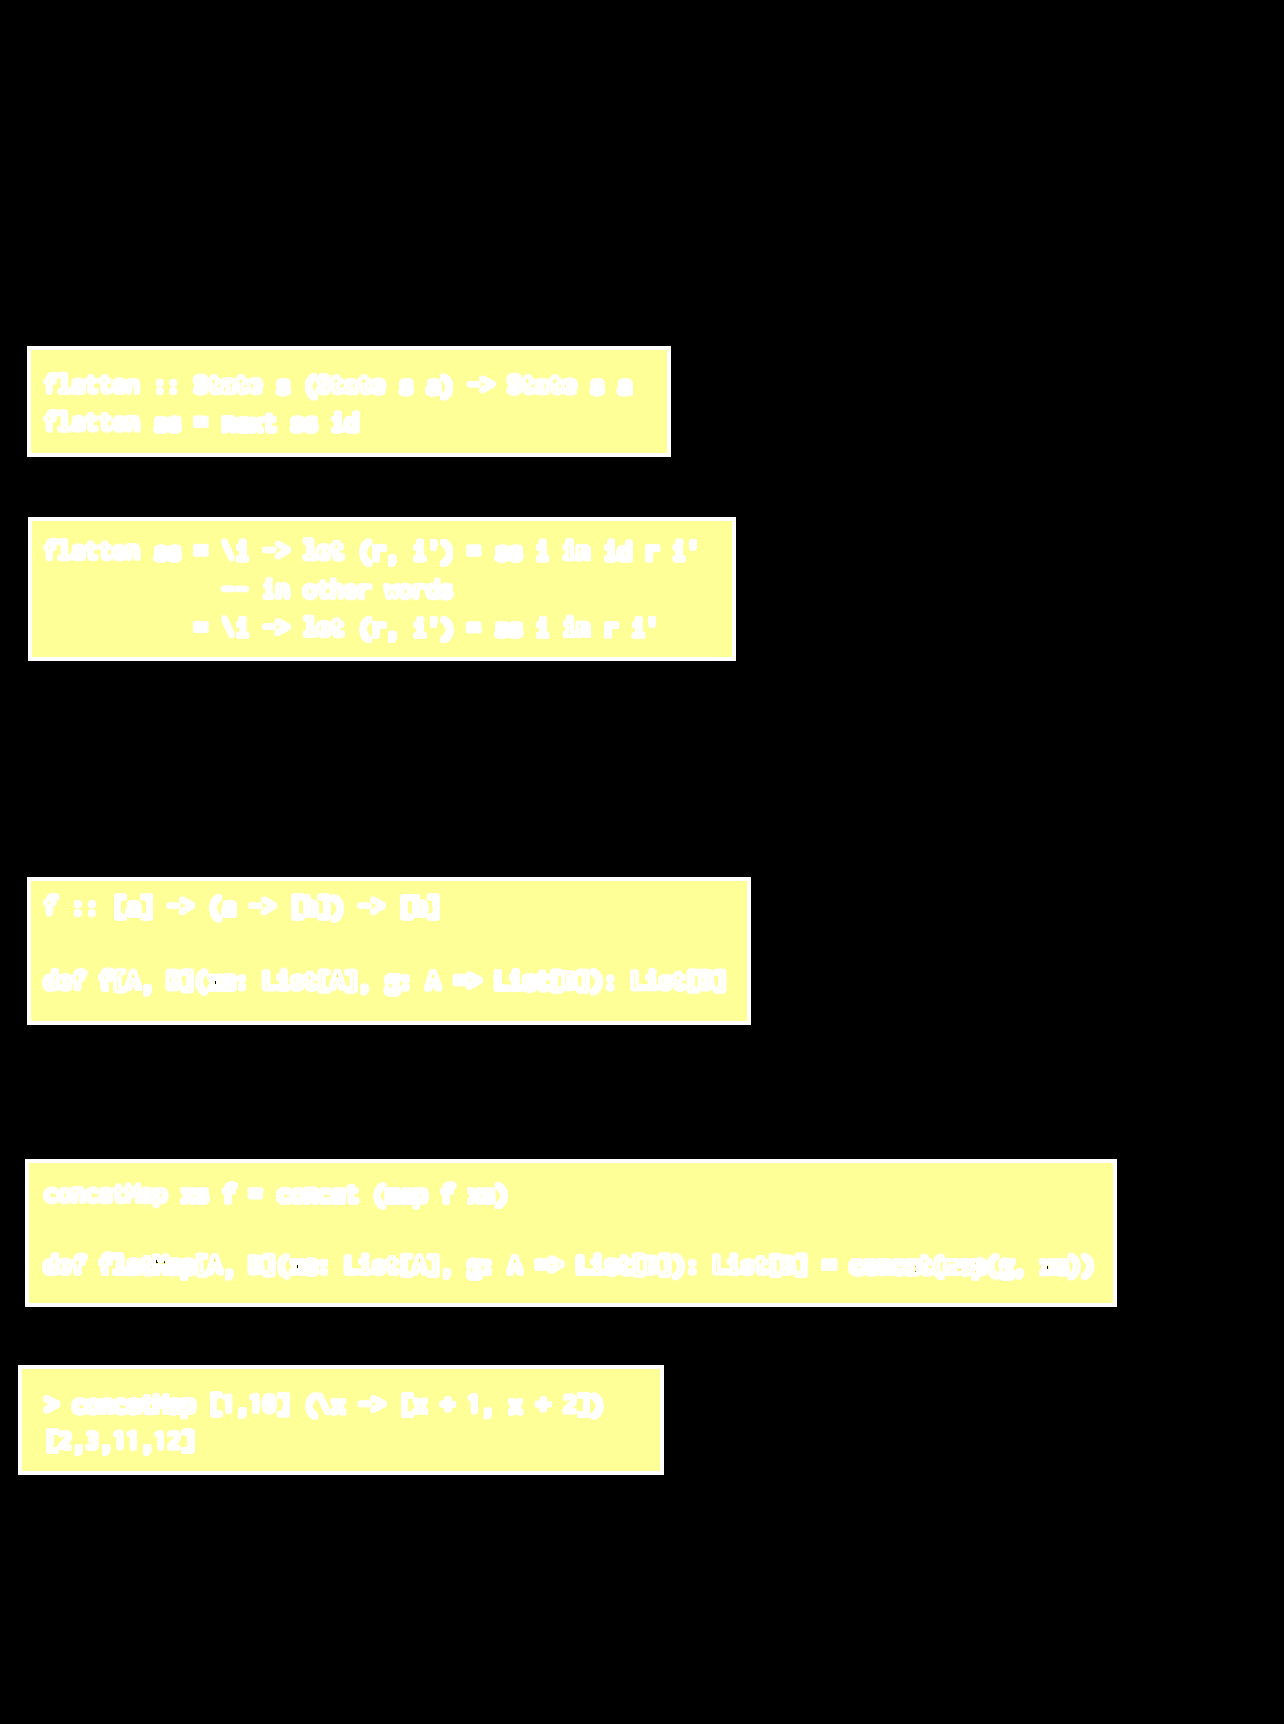 flatten :: State s (State s a) -> State s a
flatten ss = next ss id
flatten ss = \i -> let (r, i') = ss i in id r i'
-- in other words
= \i -> let (r, i') = ss i in r i'
f :: [a] -> (a -> [b]) -> [b]
def f[A, B](xs: List[A], g: A => List[B]): List[B]
concatMap xs f = concat (map f xs)
def flatMap[A, B](xs: List[A], g: A => List[B]): List[B] = concat(map(g, xs))
> concatMap [1,10] (\x -> [x + 1, x + 2])
[2,3,11,12]